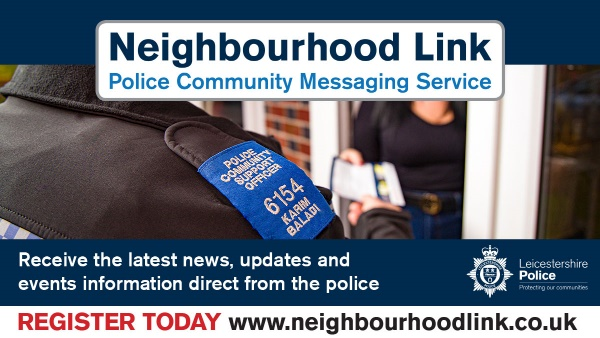 Neighbourhood Link
Police Community Messaging Service
POLICE
COMMUNITY
SUPPORT
OFFICER
6154
KARIM
BALADI
Receive the latest news, updates and
events information direct from the police
Leicestershire
Police
Protecting our communities
REGISTER TODAY www.neighbourhoodlink.co.uk